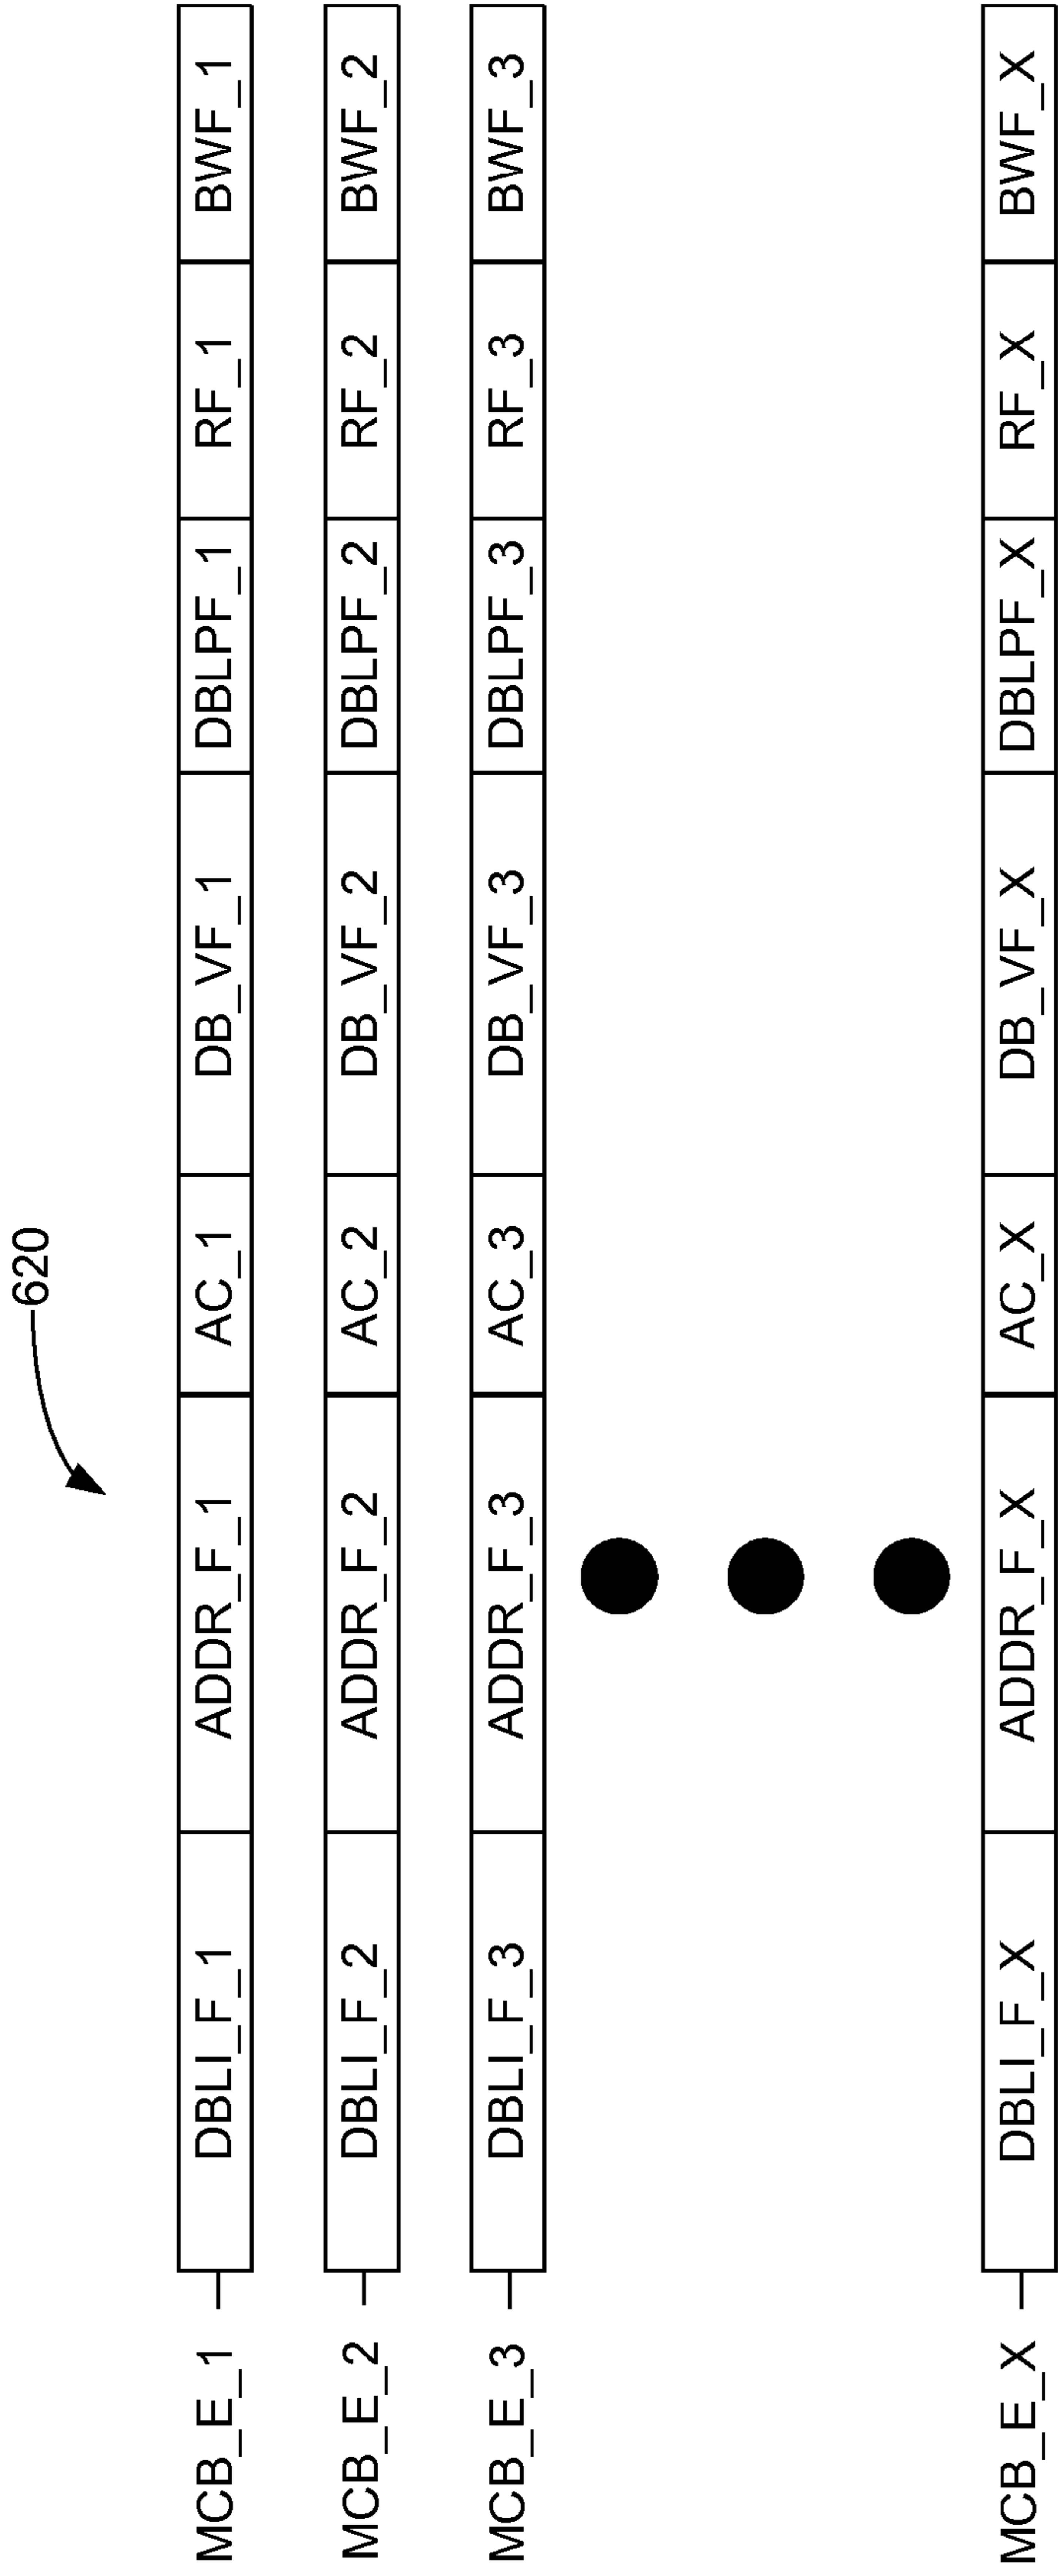 620
MCB_E_1 DBLI_F_1 ADDR_F_1 AC_1 DB_VF_1 DBLPF_1 RF_1 BWF_1
MCB_E_2 DBLI_F_2 ADDR_F_2 AC_2 DB_VF_2 DBLPF_2 RF_2 BWF_2
MCB_E_3 DBLI_F_3 ADDR_F_3 AC_3 DB_VF_3 DBLPF_3 RF_3 BWF_3
MCB_E_X DBLI_F_X ADDR_F_X AC_X DB_VF_X DBLPF_X RF_X BWF_X